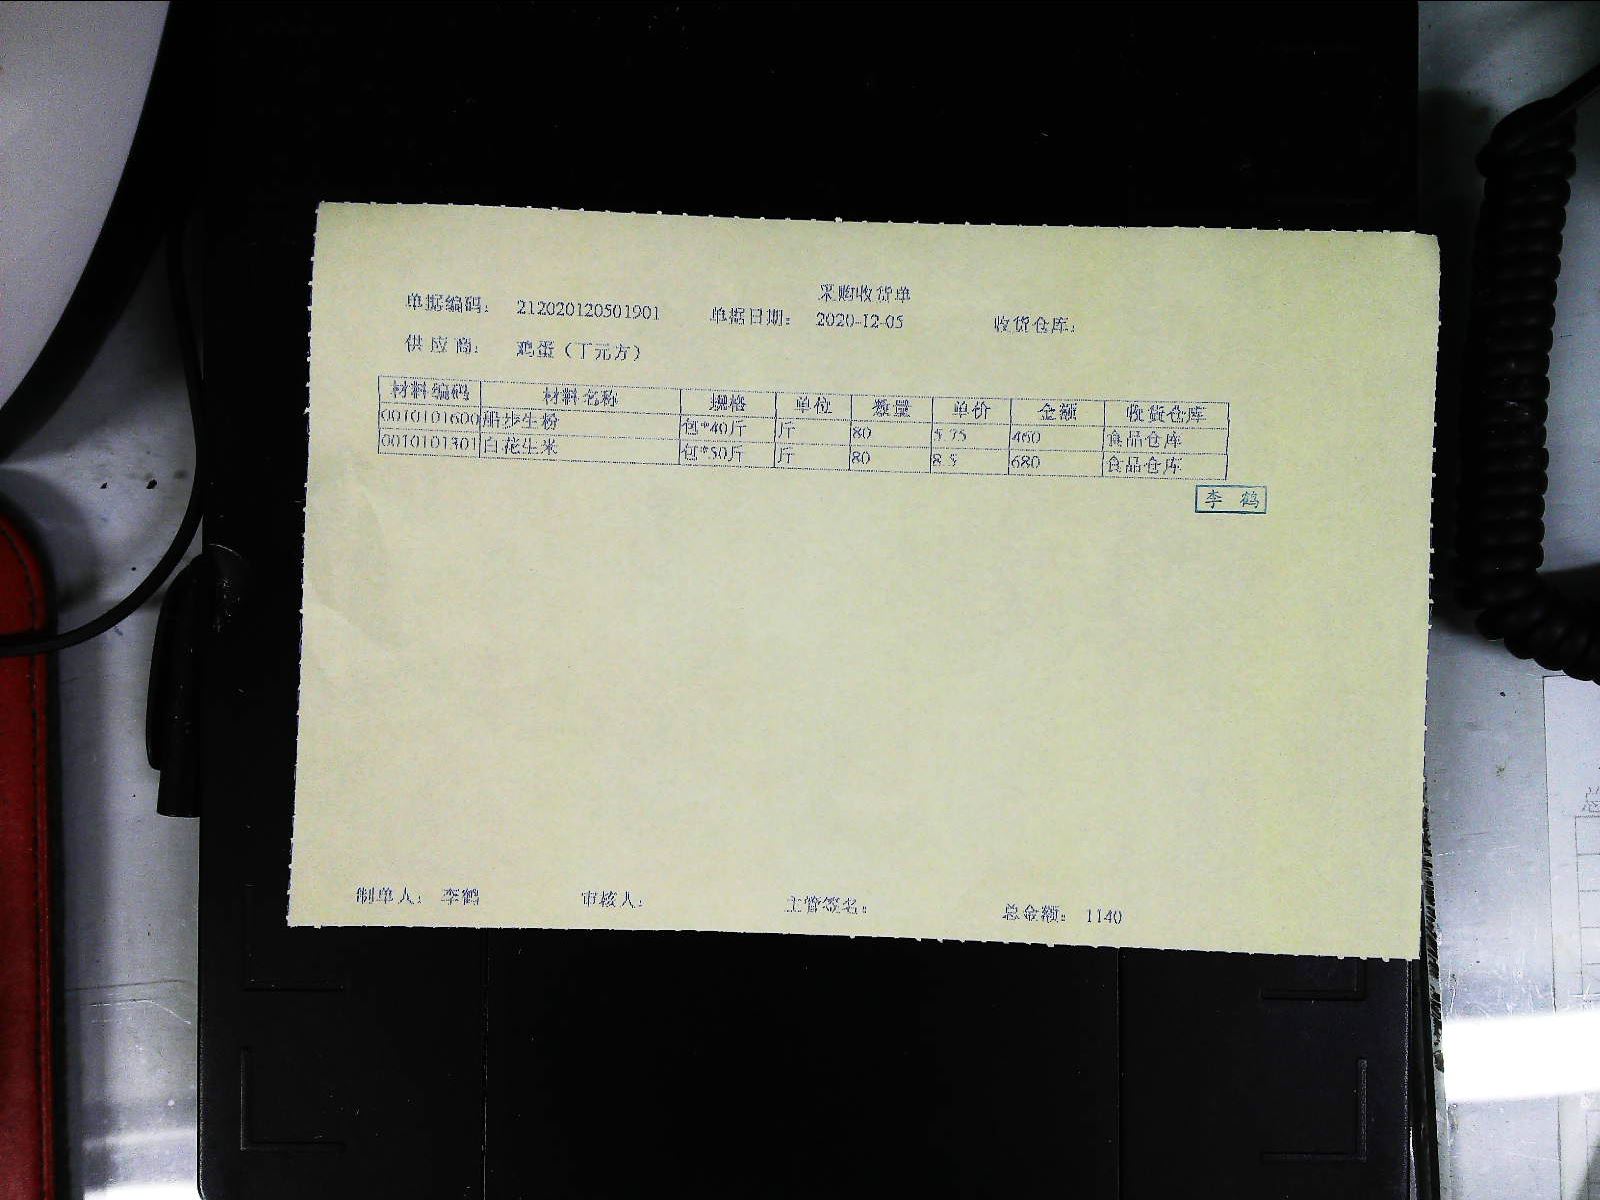 采购收货单
单据编码： 212020120501901 单据日期： 2020-12-05 收货仓库：
供应商： 鸡蛋（丁元方）
材料编码 材料名称 规格 单位 数量 单价 金额 收货仓库
0010101600 船步生粉 包*40斤 斤 80 5.75 460 食品仓库
0010101301 白花生米 包*50斤 斤 80 8.5 680 食品仓库
李 鹤
制单人： 李鹤 审核人： 主管签名： 总金额： 1140